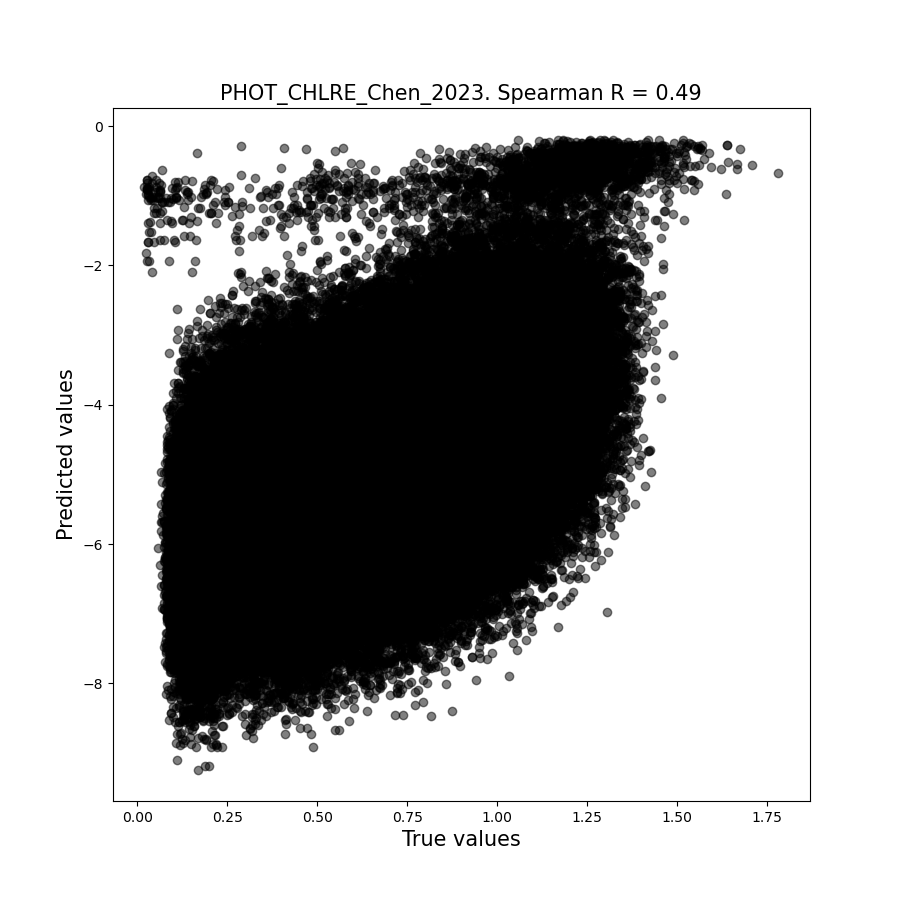 PHOT_CHLRE_Chen_2023. Spearman R = 0.49
0
−2
−4
−6
−8
Predicted values
0.00 0.25 0.50 0.75 1.00 1.25 1.50 1.75
True values